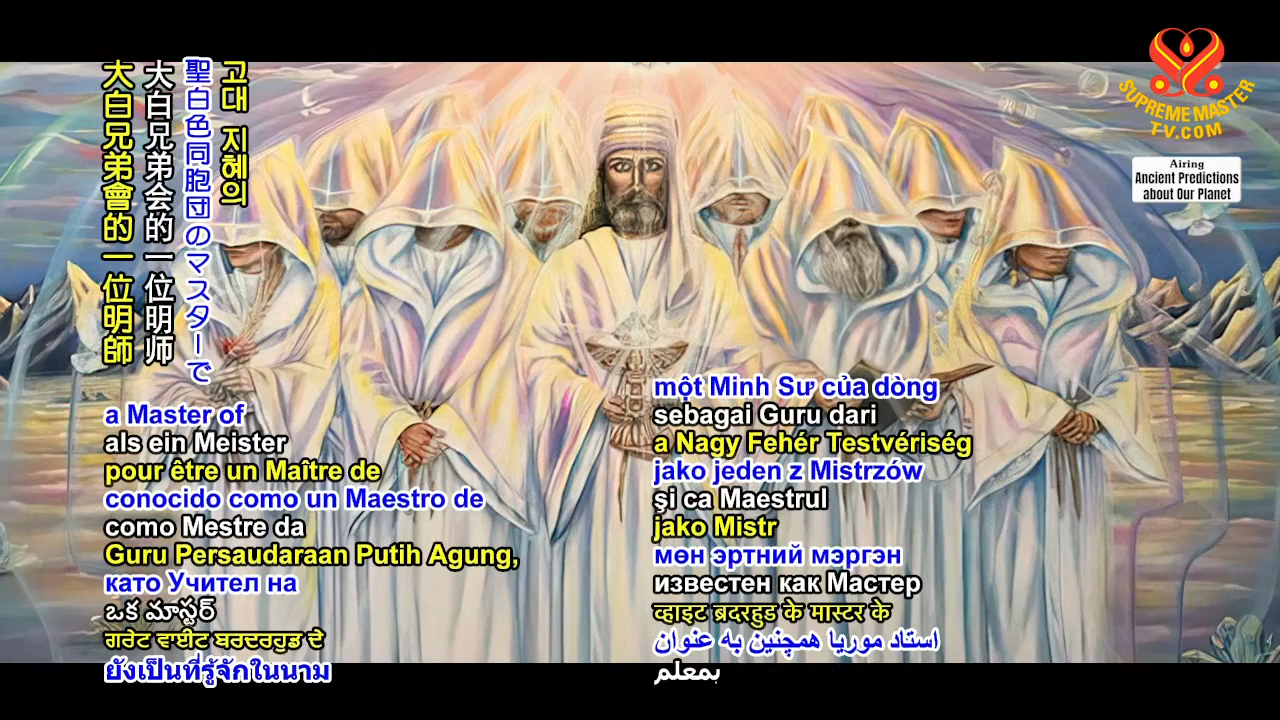 고대 지혜의
聖白色同胞団のマスターで
大白兄弟会的一位明师
大白兄弟會的一位明師
a Master of
als ein Meister
pour être un Maître de
conocido como un Maestro de
como Mestre da
Guru Persaudaraan Putih Agung,
като Учител на
ఒక మాస్టర్
ਗਰੇਟ ਵਾਈਟ ਬਰਦਰਹੁਡ ਦੇ
ยังเป็นที่รู้จักในนาม
một Minh Sư của dòng
sebagai Guru dari
a Nagy Fehér Testvériség
jako jeden z Mistrzów
şi ca Maestrul
jako Mistr
мөн эртний мэргэн
известен как Мастер
व्हाइट ब्रदरहुड के मास्टर के
استاد موریا همچنین به عنوان
بمعلم
SUPREME MASTER
TV.COM
Airing
Ancient Predictions
about Our Planet